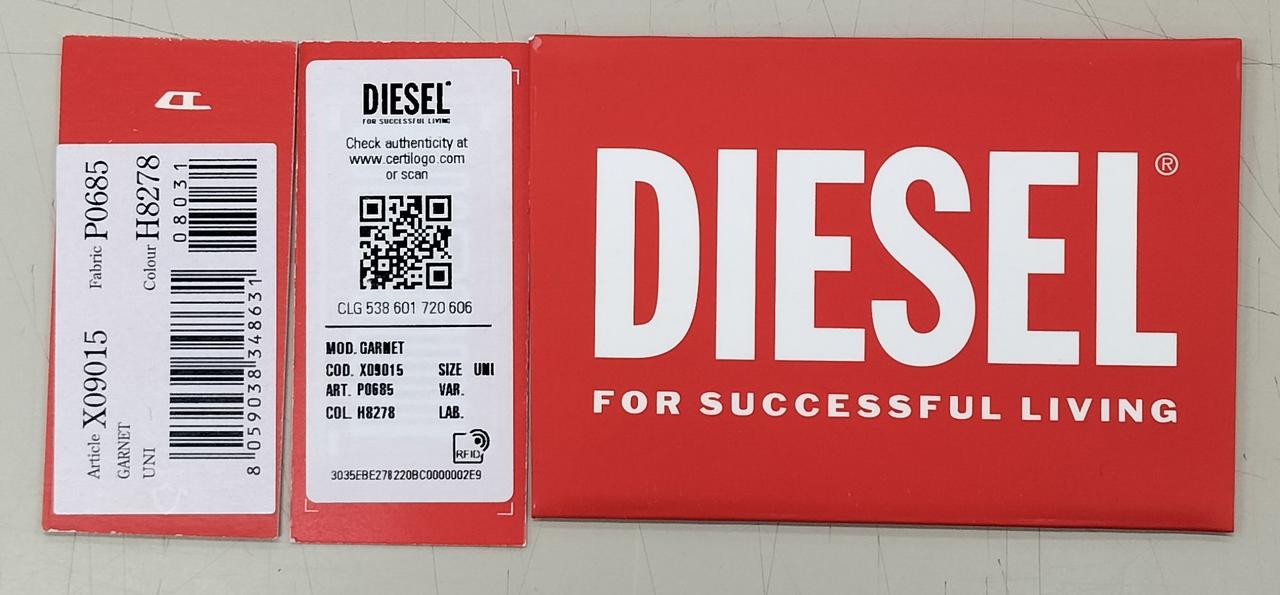 Article X09015 Fabric P0685
GARNET
UNI Colour H8278
08031
8 059038 348631
DIESEL
FOR SUCCESSFUL LIVING
Check authenticity at
www.certilogo.com
or scan
CLG 538 601 720 606
MOD. GARNET
COD. X09015 SIZE UNI
ART. P0685 VAR.
COL. H8278 LAB.
RFID
3035EBE278220BC0000002E9
DIESEL®
FOR SUCCESSFUL LIVING